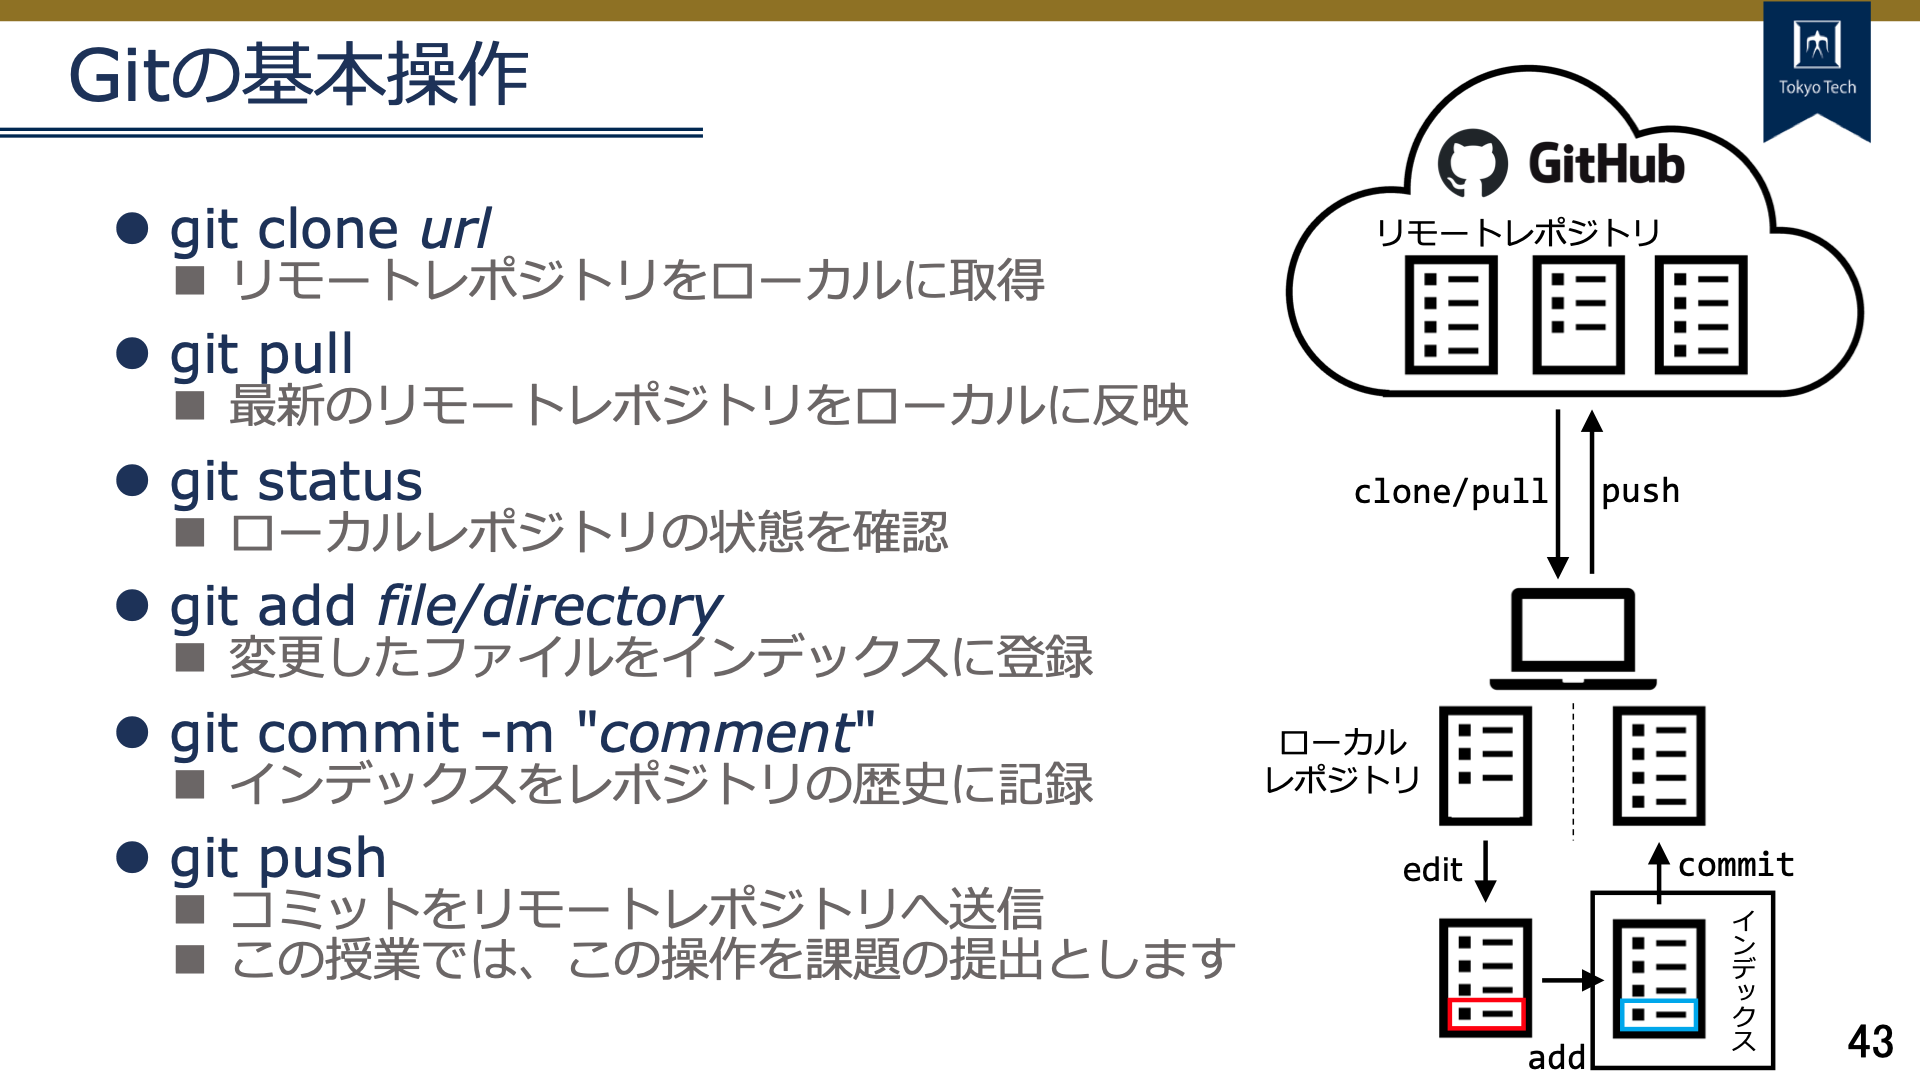 Gitの基本操作
Tokyo Tech
git clone url
リモートレポジトリをローカルに取得
git pull
最新のリモートレポジトリをローカルに反映
git status
ローカルレポジトリの状態を確認
git add file/directory
変更したファイルをインデックスに登録
git commit -m "comment"
インデックスをレポジトリの歴史に記録
git push
コミットをリモートレポジトリへ送信
この授業では、この操作を課題の提出とします
GitHub
リモートレポジトリ
clone/pull
push
ローカル
レポジトリ
edit
commit
インデックス
add
43